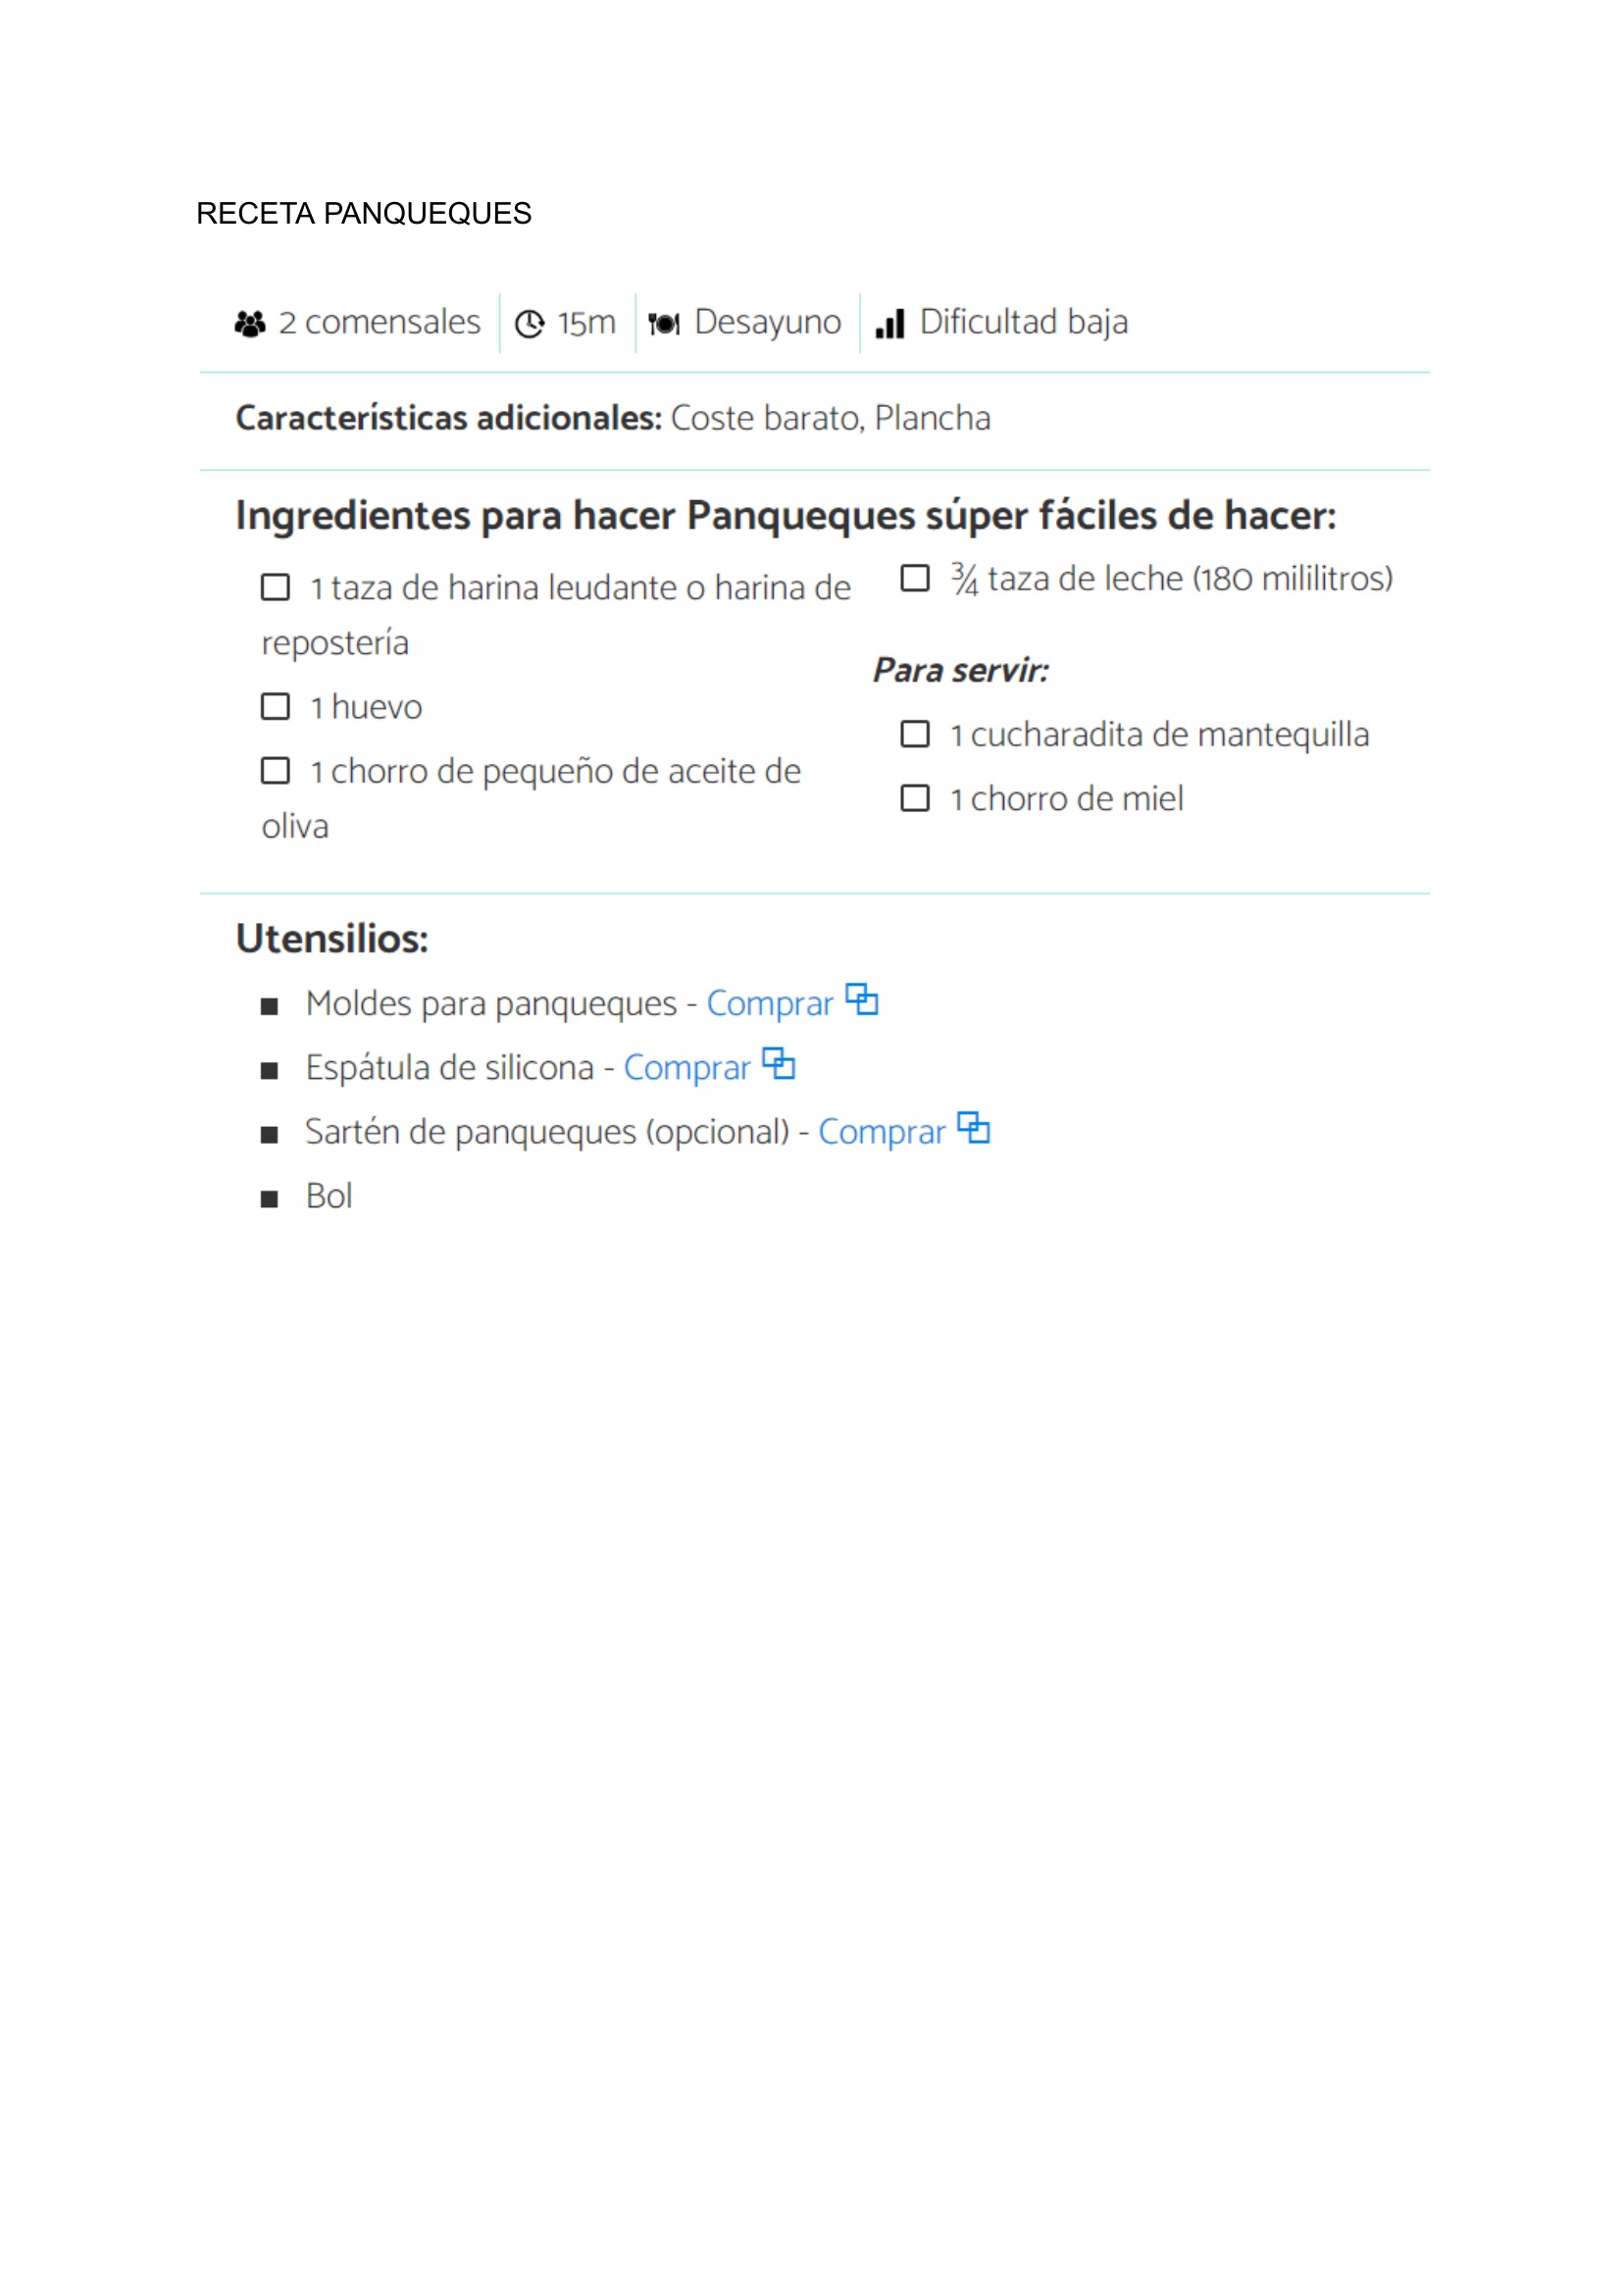 RECETA PANQUEQUES
2 comensales 15m Desayuno Dificultad baja
Características adicionales: Coste barato, Plancha
Ingredientes para hacer Panqueques súper fáciles de hacer:
1 taza de harina leudante o harina de
repostería
1 huevo
1 chorro de pequeño de aceite de
oliva
¾ taza de leche (180 mililitros)
Para servir:
1 cucharadita de mantequilla
1 chorro de miel
Utensilios:
Moldes para panqueques - Comprar
Espátula de silicona - Comprar
Sartén de panqueques (opcional) - Comprar
Bol